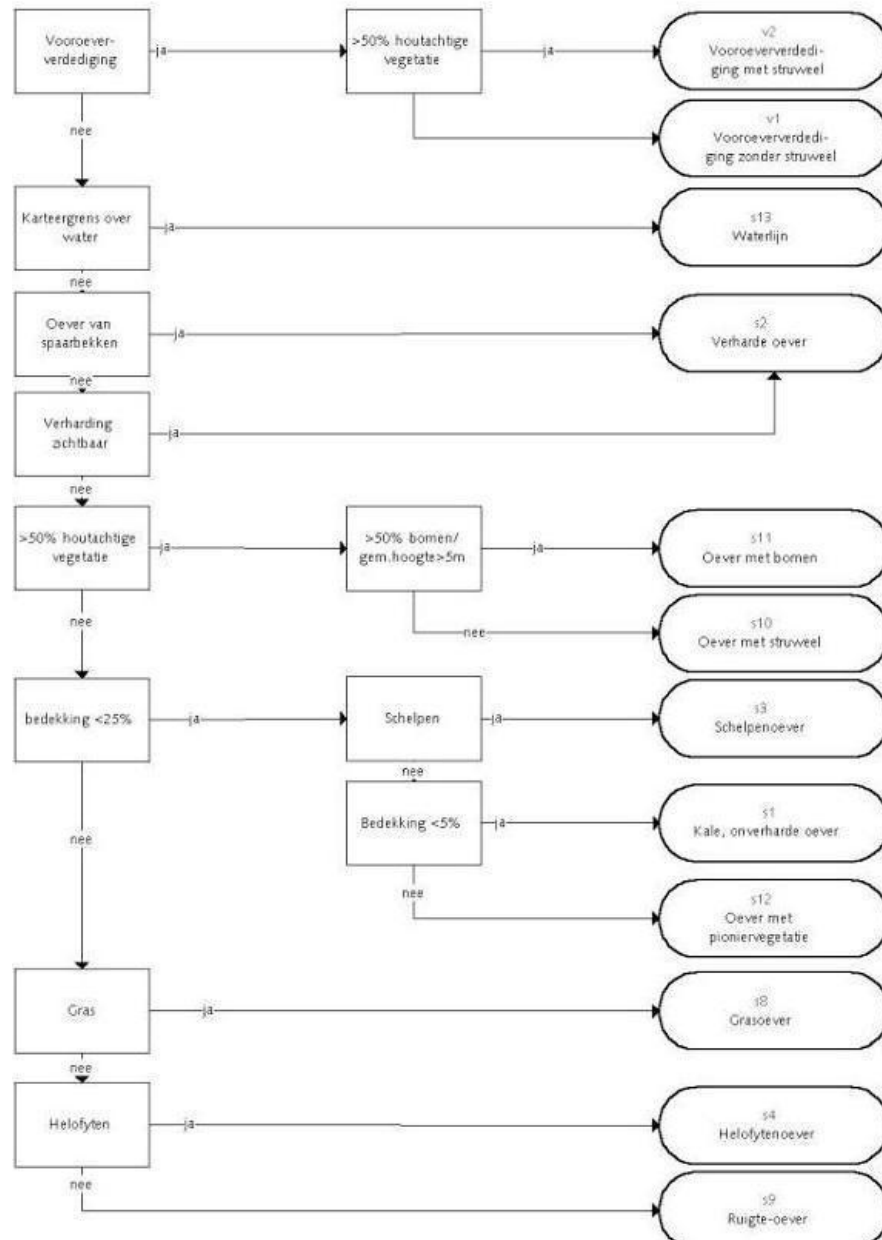 Vooroever-
verdediging
ja
>50% houtachtige
vegetatie
ja
v2
Vooroeververdedi-
ging met struweel
nee
v1
Vooroeververdedi-
ging zonder struweel
Karteergrens over
water
ja
s13
Waterlijn
nee
Oever van
spaarbekken
ja
s2
Verharde oever
nee
Verharding
zichtbaar
ja
nee
>50% houtachtige
vegetatie
ja
>50% bomen/
gem.hoogte>5m
ja
s11
Oever met bomen
nee
nee
s10
Oever met struweel
bedekking <25%
ja
Schelpen
ja
s3
Schelpenoever
nee
nee
Bedekking <5%
ja
s1
Kale, onverharde oever
nee
s12
Oever met
pioniervegetatie
Gras
ja
s8
Grasoever
nee
Helofyten
ja
s4
Helofytenoever
nee
s9
Ruigte-oever